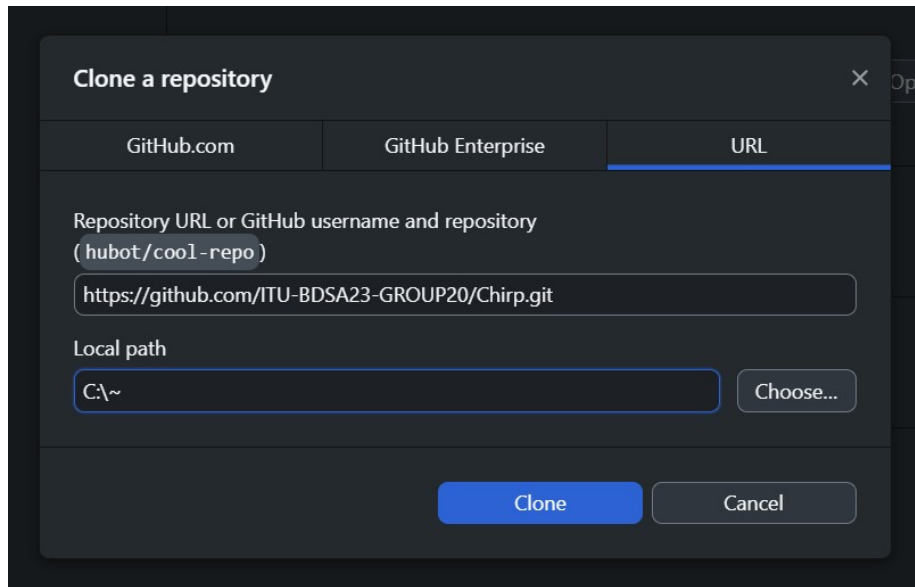 Clone a repository
Op
GitHub.com GitHub Enterprise URL
Repository URL or GitHub username and repository
(hubot/cool-repo)
https://github.com/ITU-BDSA23-GROUP20/Chirp.git
Local path
C:\~ Choose...
Clone Cancel